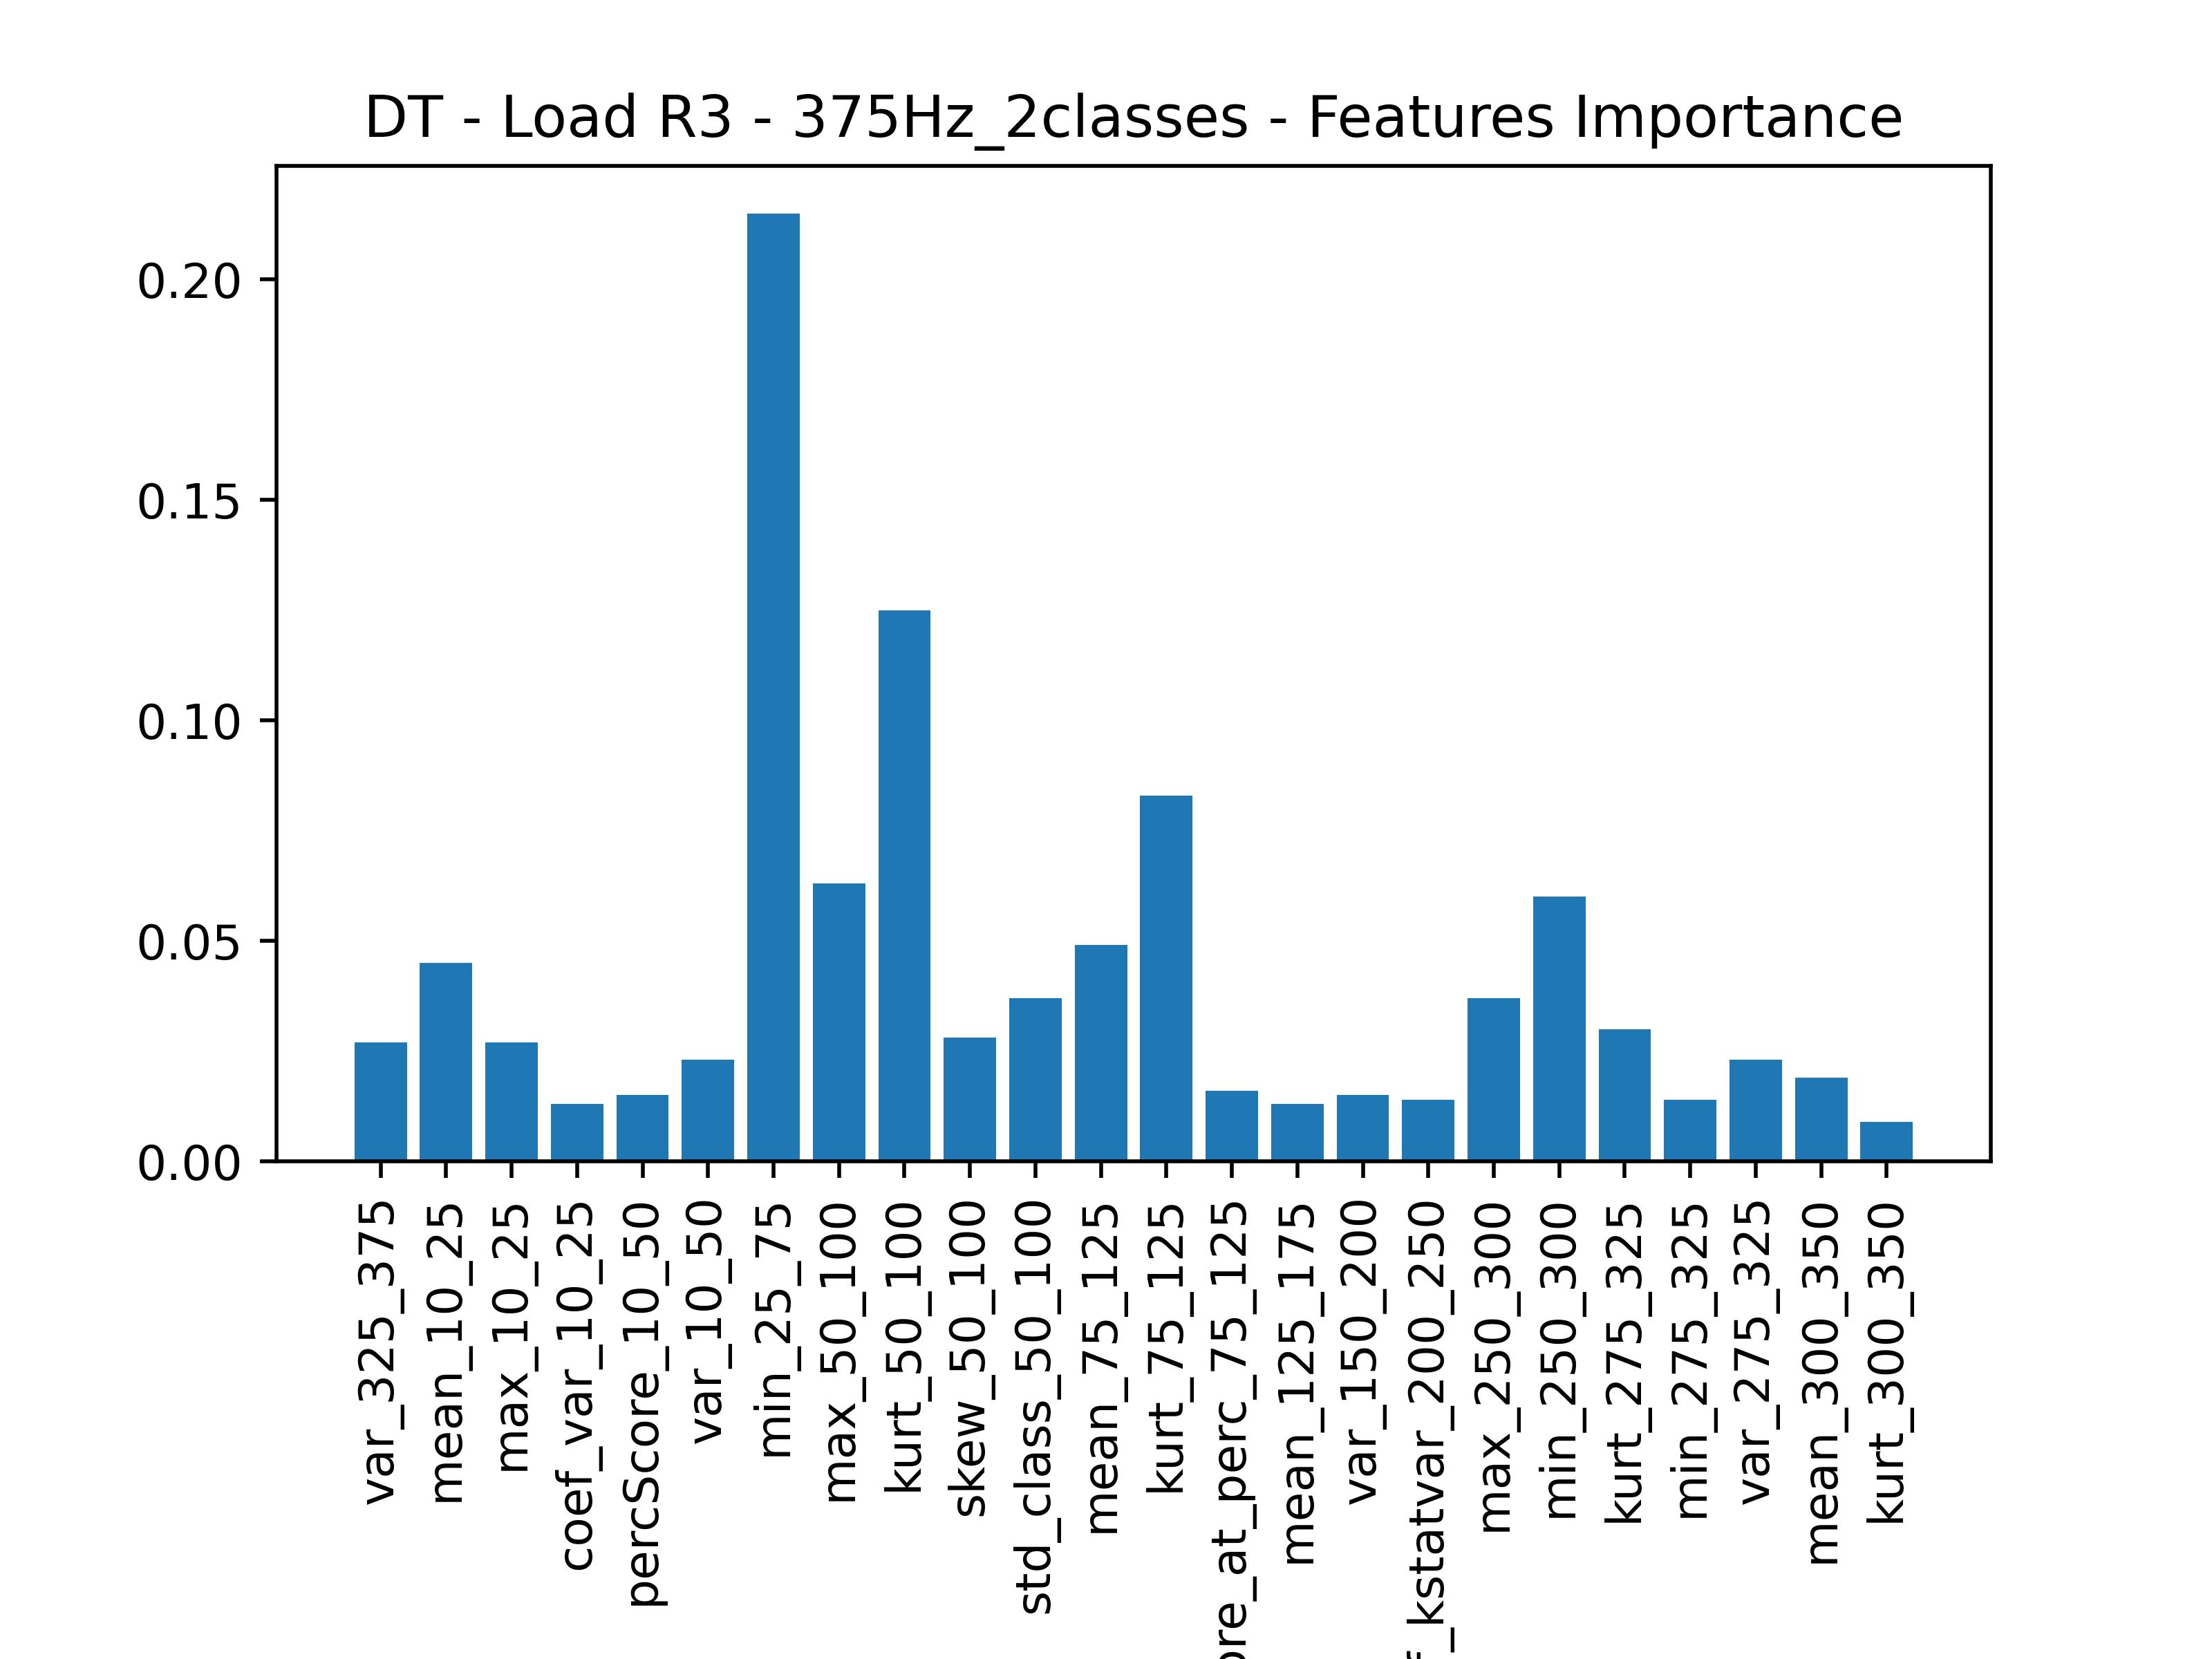 DT - Load R3 - 375Hz_2classes - Features Importance
0.20
0.15
0.10
0.05
0.00
var_325_375
mean_10_25
max_10_25
coef_var_10_25
percScore_10_50
var_10_50
min_25_75
max_50_100
kurt_50_100
skew_50_100
std_class_50_100
mean_75_125
kurt_75_125
ore_at_perc_75_125
mean_125_175
var_150_200
f_kstatvar_200_250
max_250_300
min_250_300
kurt_275_325
min_275_325
var_275_325
mean_300_350
kurt_300_350